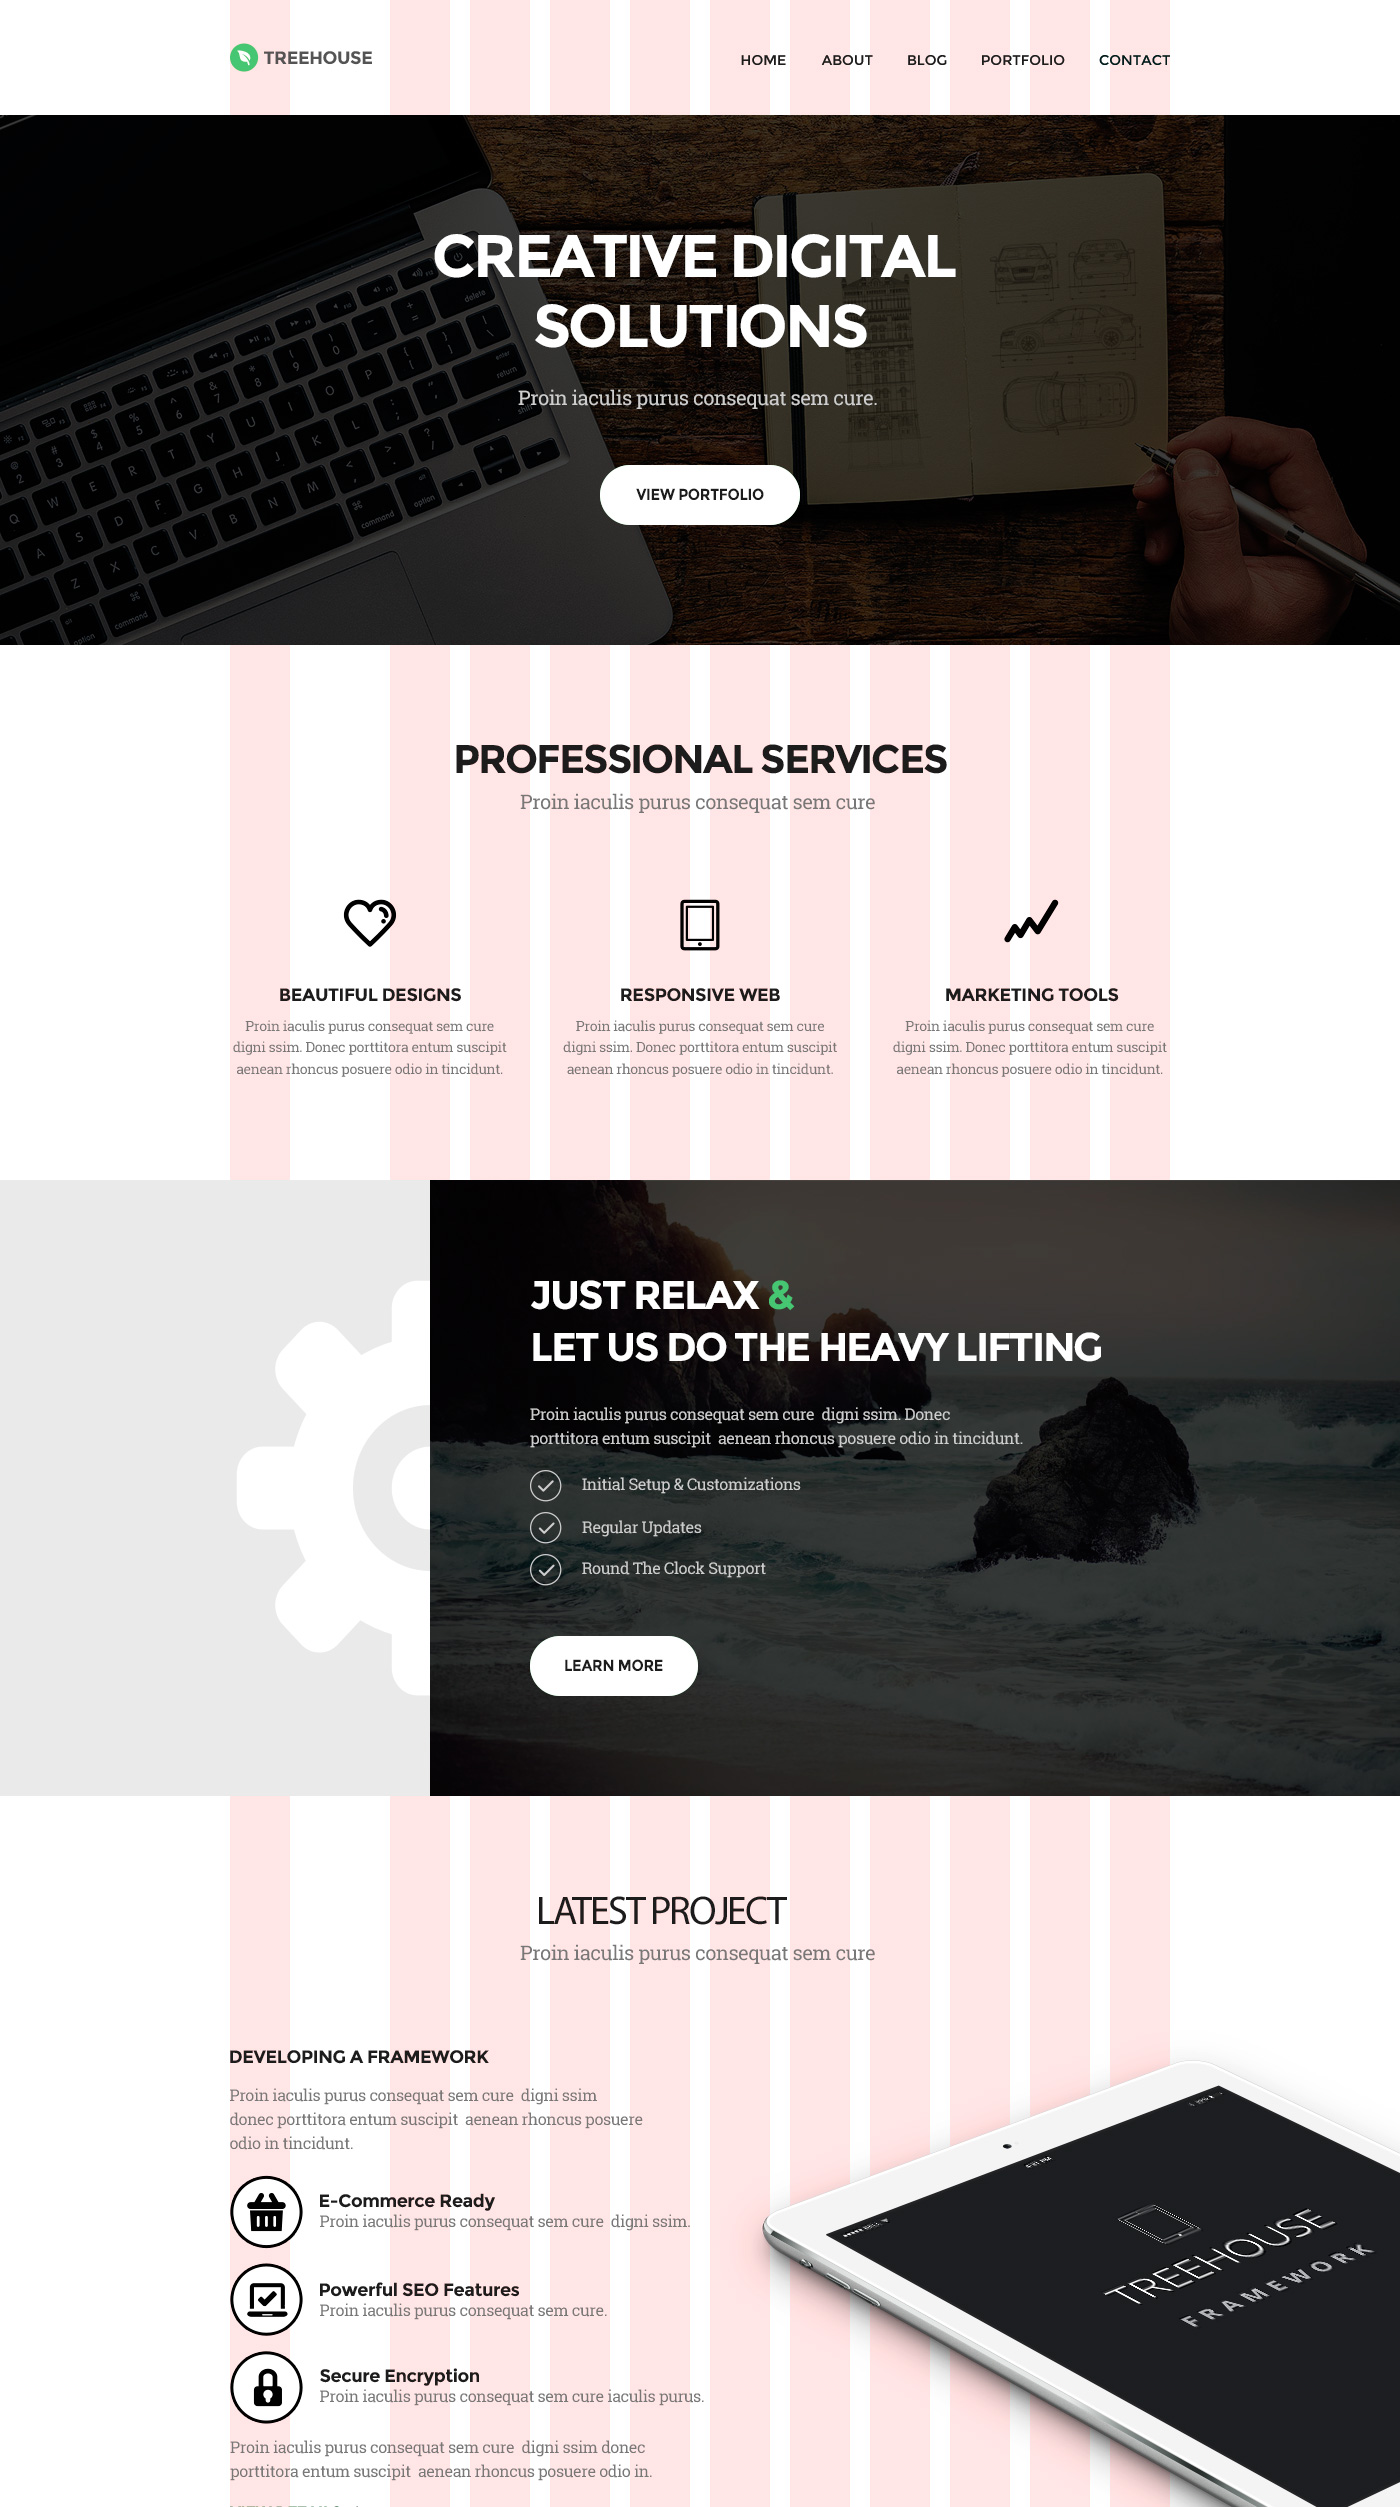 TREEHOUSE
HOME ABOUT BLOG PORTFOLIO CONTACT
CREATIVE DIGITAL
SOLUTIONS
Proin iaculis purus consequat sem cure.
VIEW PORTFOLIO
PROFESSIONAL SERVICES
Proin iaculis purus consequat sem cure
BEAUTIFUL DESIGNS
Proin iaculis purus consequat sem cure
digni ssim. Donec porttitora entum suscipit
aenean rhoncus posuere odio in tincidunt.
RESPONSIVE WEB
Proin iaculis purus consequat sem cure
digni ssim. Donec porttitora entum suscipit
aenean rhoncus posuere odio in tincidunt.
MARKETING TOOLS
Proin iaculis purus consequat sem cure
digni ssim. Donec porttitora entum suscipit
aenean rhoncus posuere odio in tincidunt.
JUST RELAX &
LET US DO THE HEAVY LIFTING
Proin iaculis purus consequat sem cure digni ssim. Donec
porttitora entum suscipit aenean rhoncus posuere odio in tincidunt.
Initial Setup & Customizations
Regular Updates
Round The Clock Support
LEARN MORE
LATEST PROJECT
Proin iaculis purus consequat sem cure
DEVELOPING A FRAMEWORK
Proin iaculis purus consequat sem cure digni ssim
donec porttitora entum suscipit aenean rhoncus posuere
odio in tincidunt.
E-Commerce Ready
Proin iaculis purus consequat sem cure digni ssim.
Powerful SEO Features
Proin iaculis purus consequat sem cure.
Secure Encryption
Proin iaculis purus consequat sem cure iaculis purus.
Proin iaculis purus consequat sem cure digni ssim donec
porttitora entum suscipit aenean rhoncus posuere odio in.
TREEHOUSE
FRAMEWORK